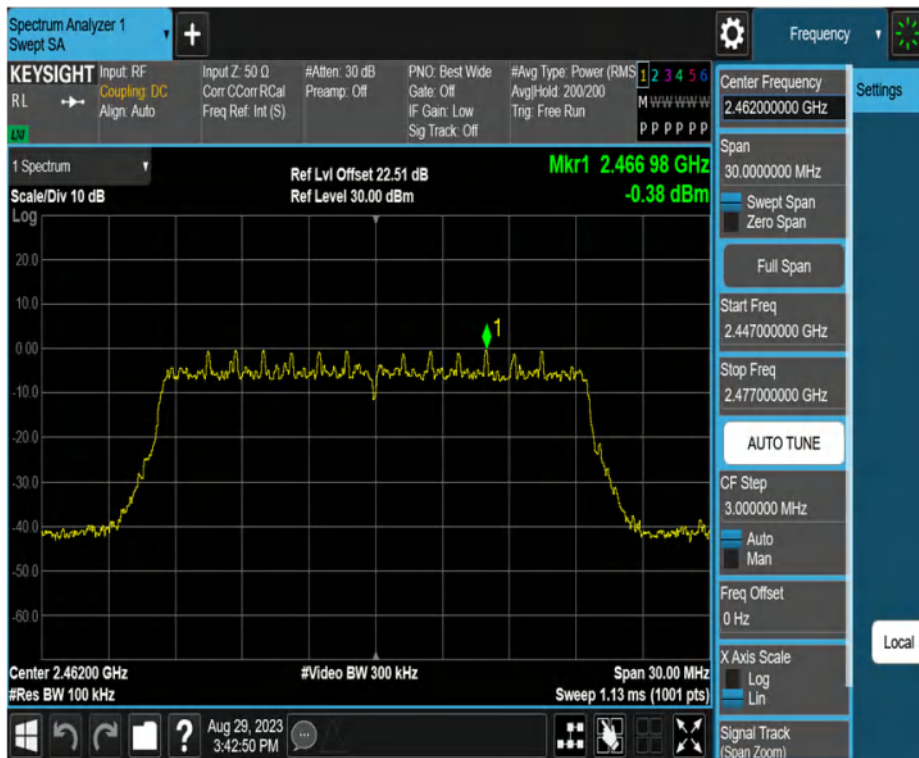 Spectrum Analyzer 1
Swept SA
Frequency
KEYSIGHT
RL
LXI
Input: RF
Coupling: DC
Align: Auto
Input Z: 50 Ω
Corr CCorr RCal
Freq Ref: Int (S)
#Atten: 30 dB
Preamp: Off
PNO: Best Wide
Gate: Off
IF Gain: Low
Sig Track: Off
#Avg Type: Power (RMS
Avg|Hold: 200/200
Trig: Free Run
1 2 3 4 5 6
M W W W W W
P P P P P P
1 Spectrum
Scale/Div 10 dB
Log
Ref Lvl Offset 22.51 dB
Ref Level 30.00 dBm
Mkr1 2.466 98 GHz
-0.38 dBm
20.0
10.0
0.00
-10.0
-20.0
-30.0
-40.0
-50.0
-60.0
1
Center 2.46200 GHz
#Video BW 300 kHz
Span 30.00 MHz
#Res BW 100 kHz
Sweep 1.13 ms (1001 pts)
Aug 29, 2023
3:42:50 PM
Center Frequency
2.462000000 GHz
Span
30.0000000 MHz
Swept Span
Zero Span
Full Span
Start Freq
2.447000000 GHz
Stop Freq
2.477000000 GHz
AUTO TUNE
CF Step
3.000000 MHz
Auto
Man
Freq Offset
0 Hz
X Axis Scale
Log
Lin
Signal Track
(Span Zoom)
Settings
Local